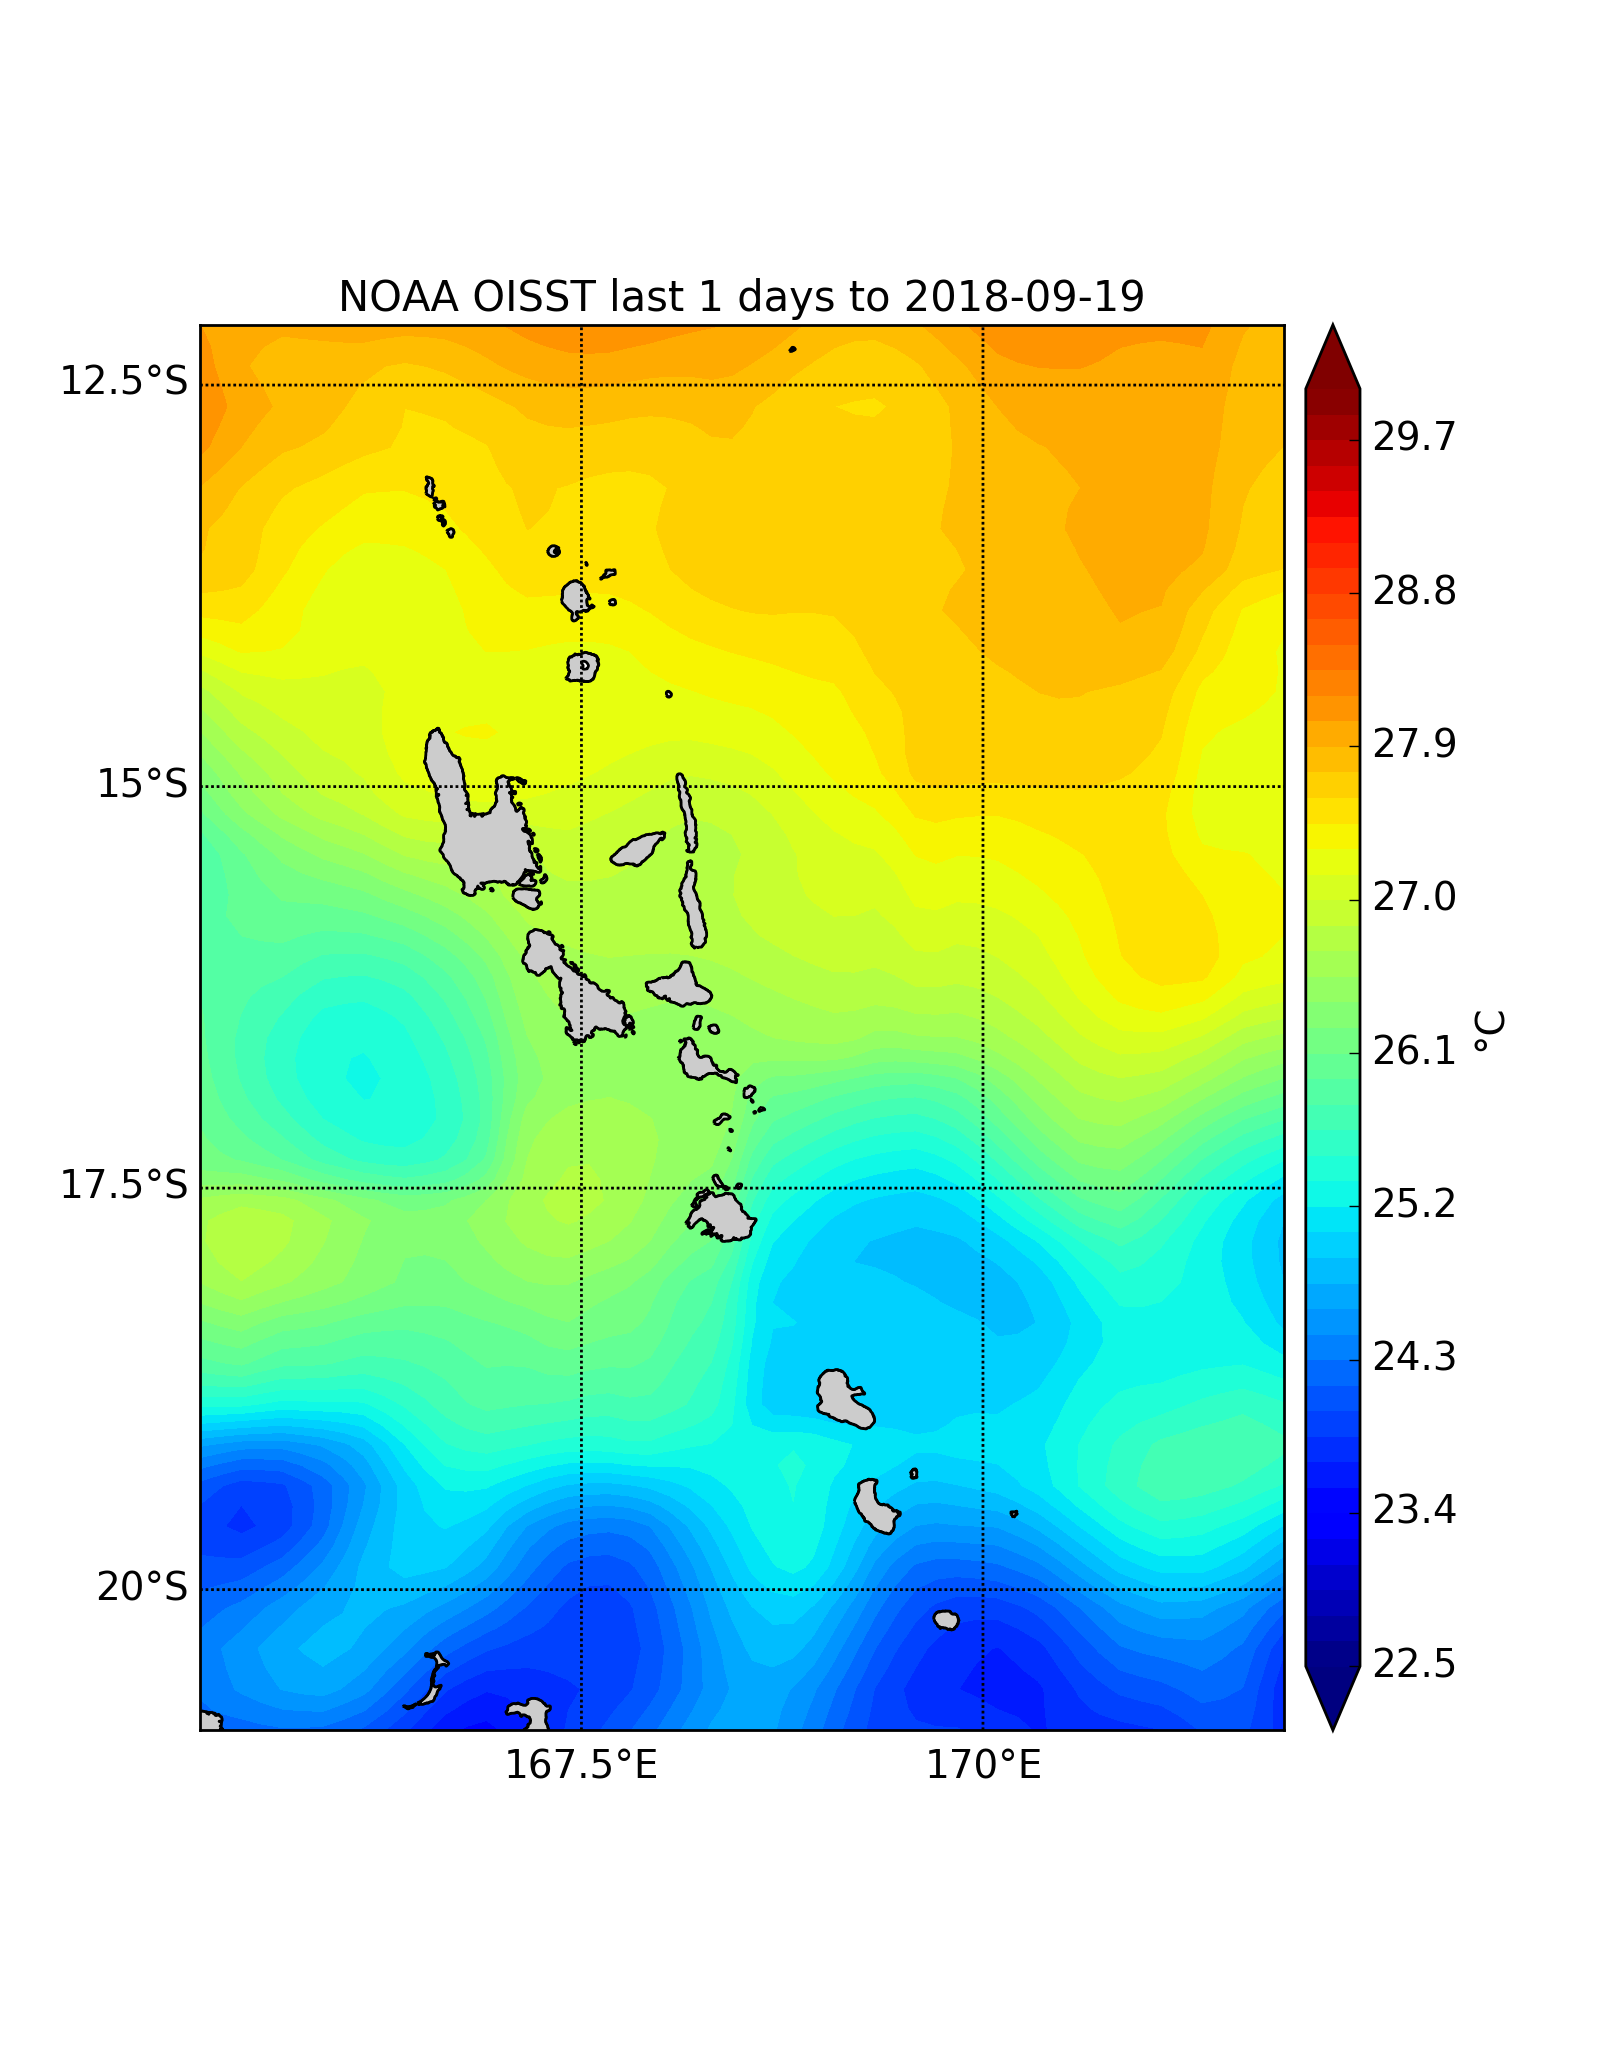 NOAA OISST last 1 days to 2018-09-19
12.5°S
15°S
17.5°S
20°S
167.5°E
170°E
29.7
28.8
27.9
27.0
26.1
25.2
24.3
23.4
22.5
°C